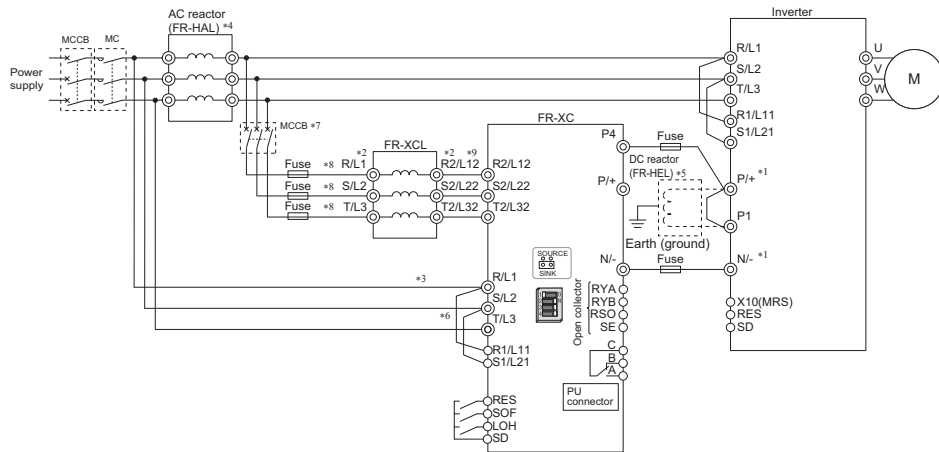 AC reactor
(FR-HAL) *4
MCCB
MC
Power
supply
Inverter
R/L1
S/L2
T/L3
R1/L11
S1/L21
U
V
W
M
MCCB *7
FR-XCL
FR-XC
Fuse *8 R/L1
*2
*2 *9
R2/L12
R2/L12
Fuse *8 S/L2
S2/L22
S2/L22
Fuse *8 T/L3
T2/L32
T2/L32
P4
Fuse
DC reactor
(FR-HEL) *5
P/+
P/+ *1
P1
Earth (ground)
N/-
Fuse
N/- *1
SOURCE
SINK
*3
R/L1
S/L2
*6
T/L3
R1/L11
S1/L21
Open collector
RYA
RYB
RSO
SE
C
B
A
PU
connector
X10(MRS)
RES
SD
RES
SOF
LOH
SD